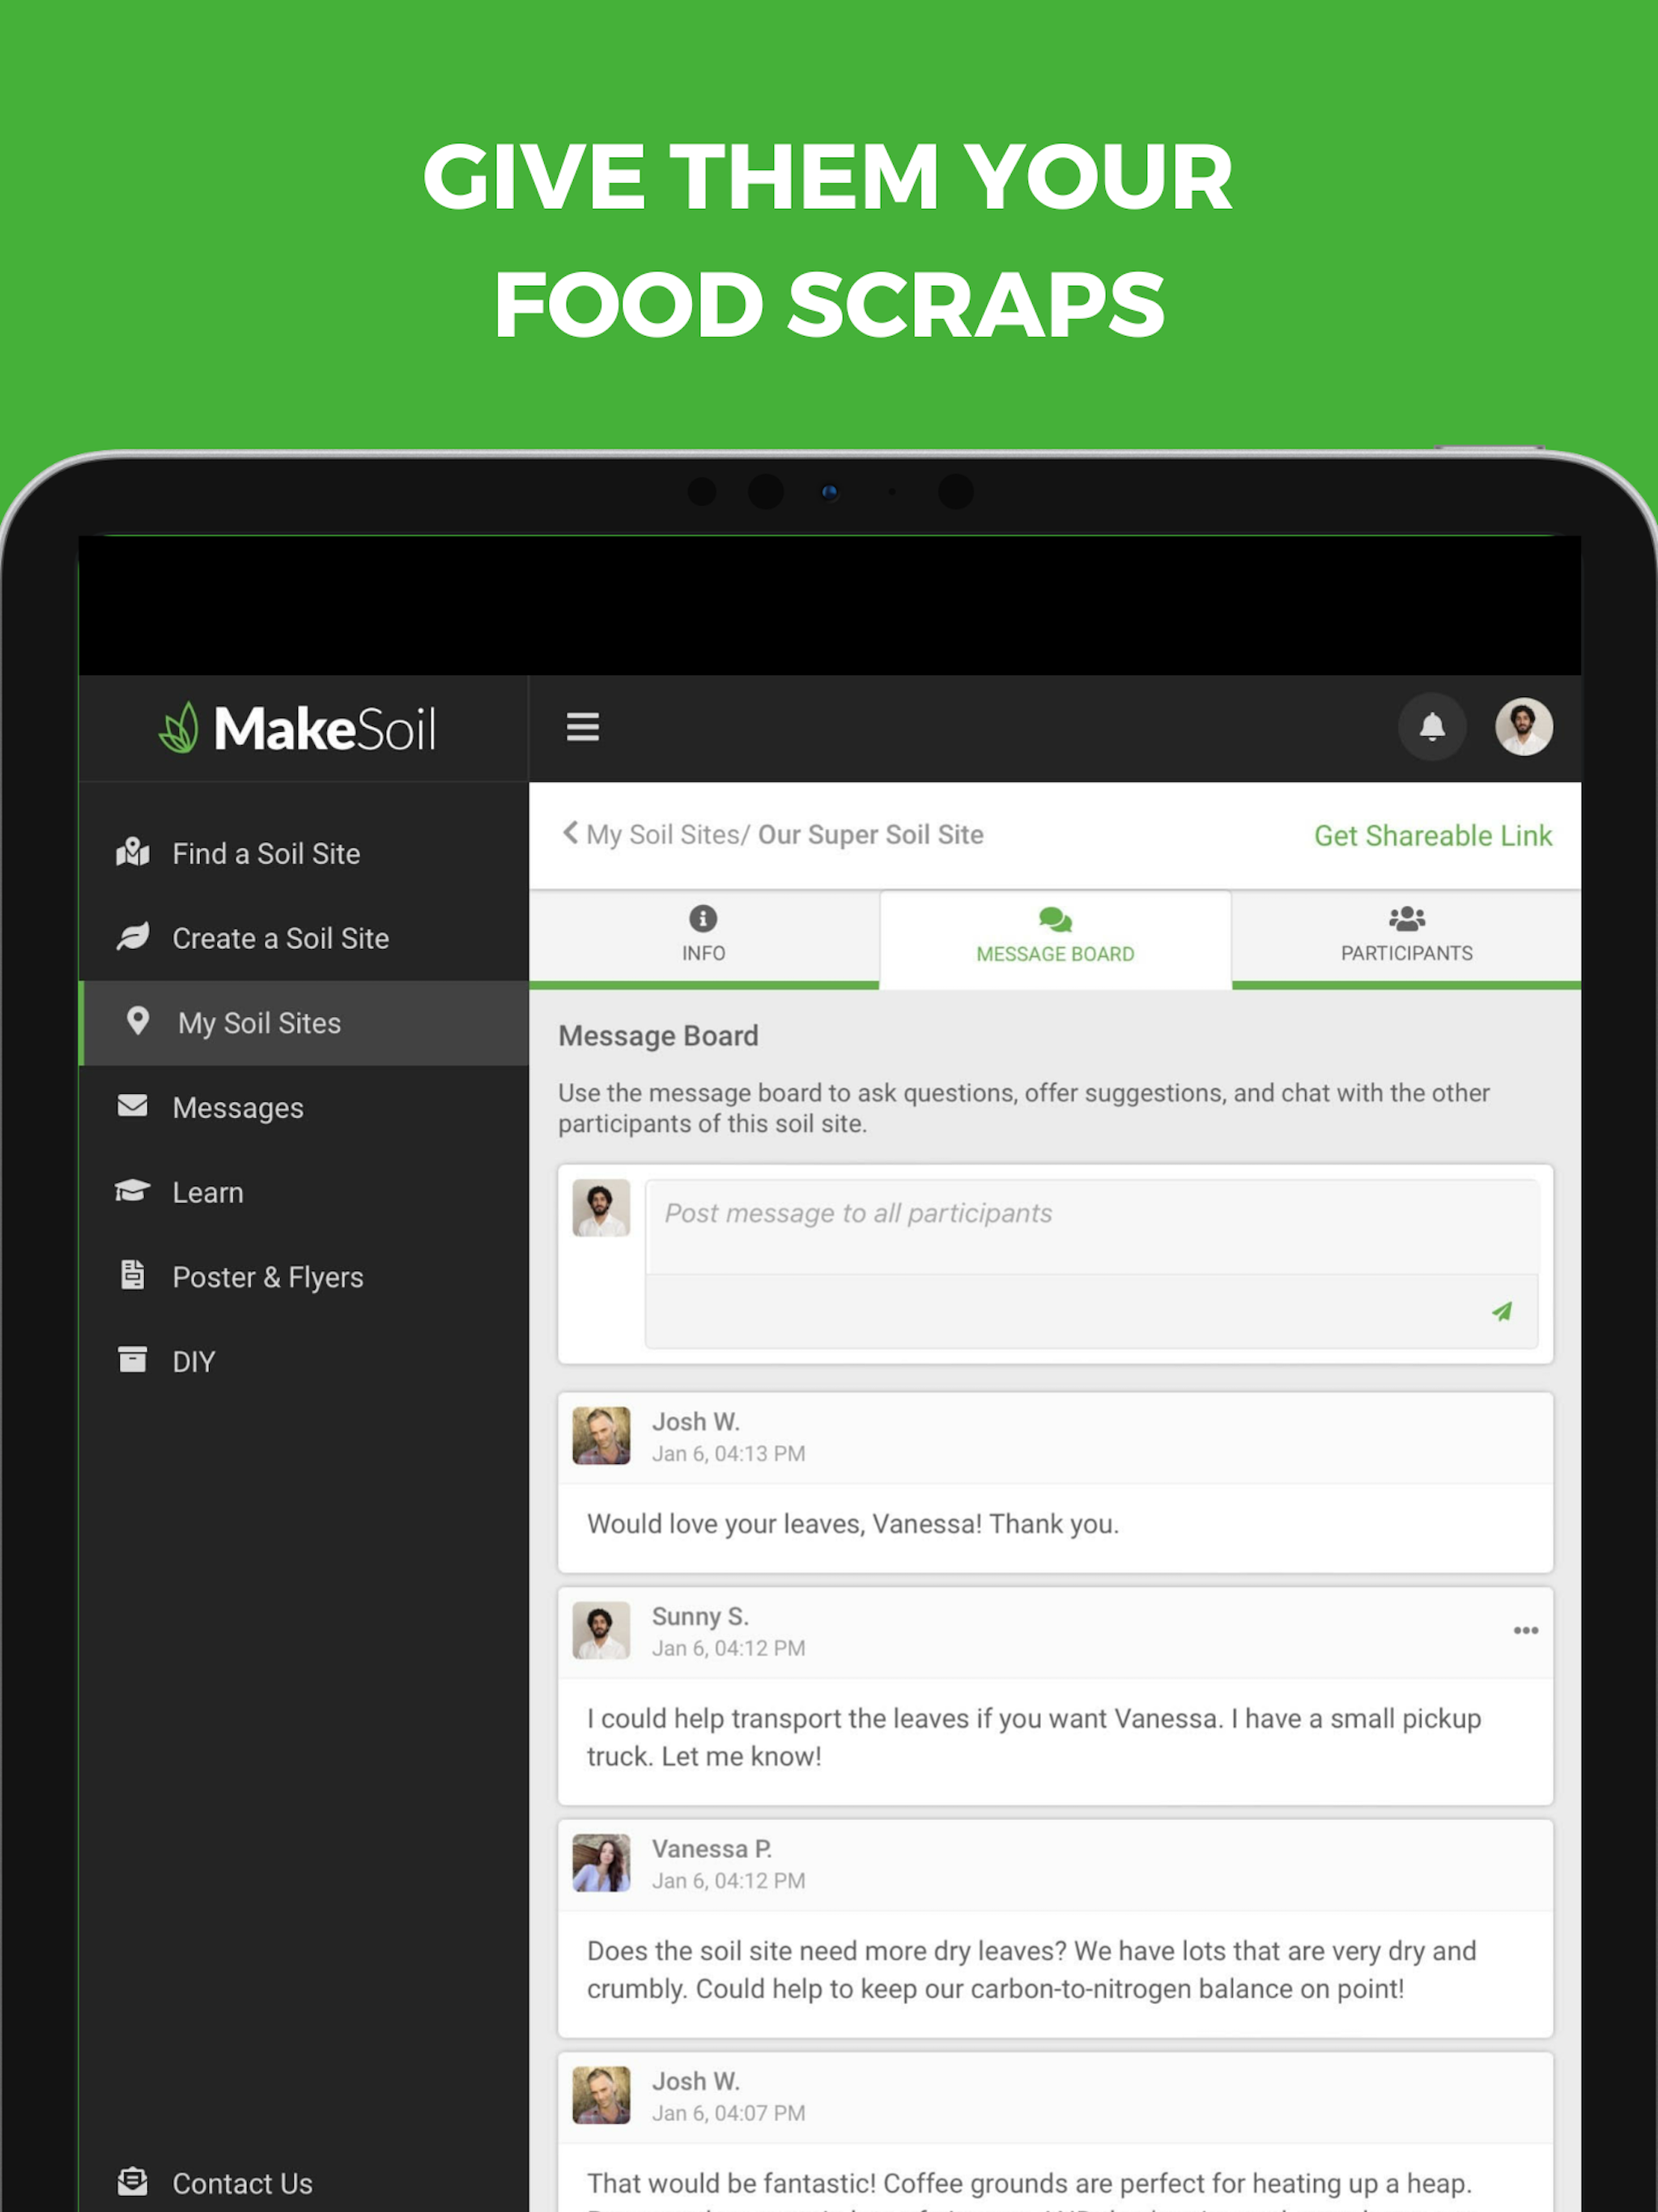 GIVE THEM YOUR
FOOD SCRAPS
MakeSoil
Find a Soil Site
Create a Soil Site
My Soil Sites
Messages
Learn
Poster & Flyers
DIY
Contact Us
My Soil Sites/ Our Super Soil Site
Get Shareable Link
INFO
MESSAGE BOARD
PARTICIPANTS
Message Board
Use the message board to ask questions, offer suggestions, and chat with the other
participants of this soil site.
Post message to all participants
Josh W.
Jan 6, 04:13 PM
Would love your leaves, Vanessa! Thank you.
Sunny S.
Jan 6, 04:12 PM
I could help transport the leaves if you want Vanessa. I have a small pickup
truck. Let me know!
Vanessa P.
Jan 6, 04:12 PM
Does the soil site need more dry leaves? We have lots that are very dry and
crumbly. Could help to keep our carbon-to-nitrogen balance on point!
Josh W.
Jan 6, 04:07 PM
That would be fantastic! Coffee grounds are perfect for heating up a heap.